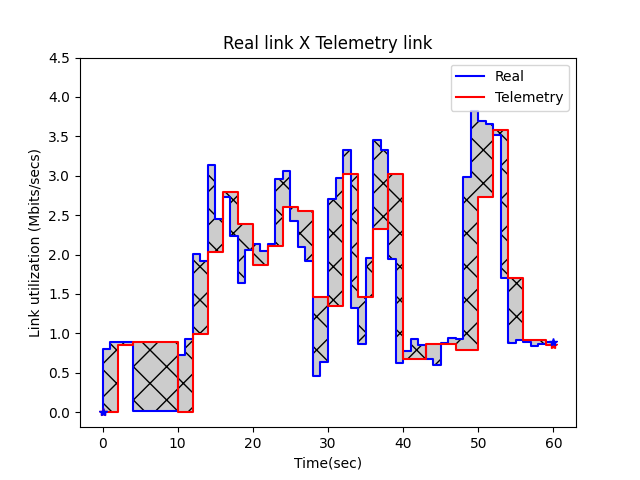 Real link X Telemetry link
Link utilization (Mbits/secs)
4.5
4.0
3.5
3.0
2.5
2.0
1.5
1.0
0.5
0.0
Real
Telemetry
0 10 20 30 40 50 60
Time(sec)